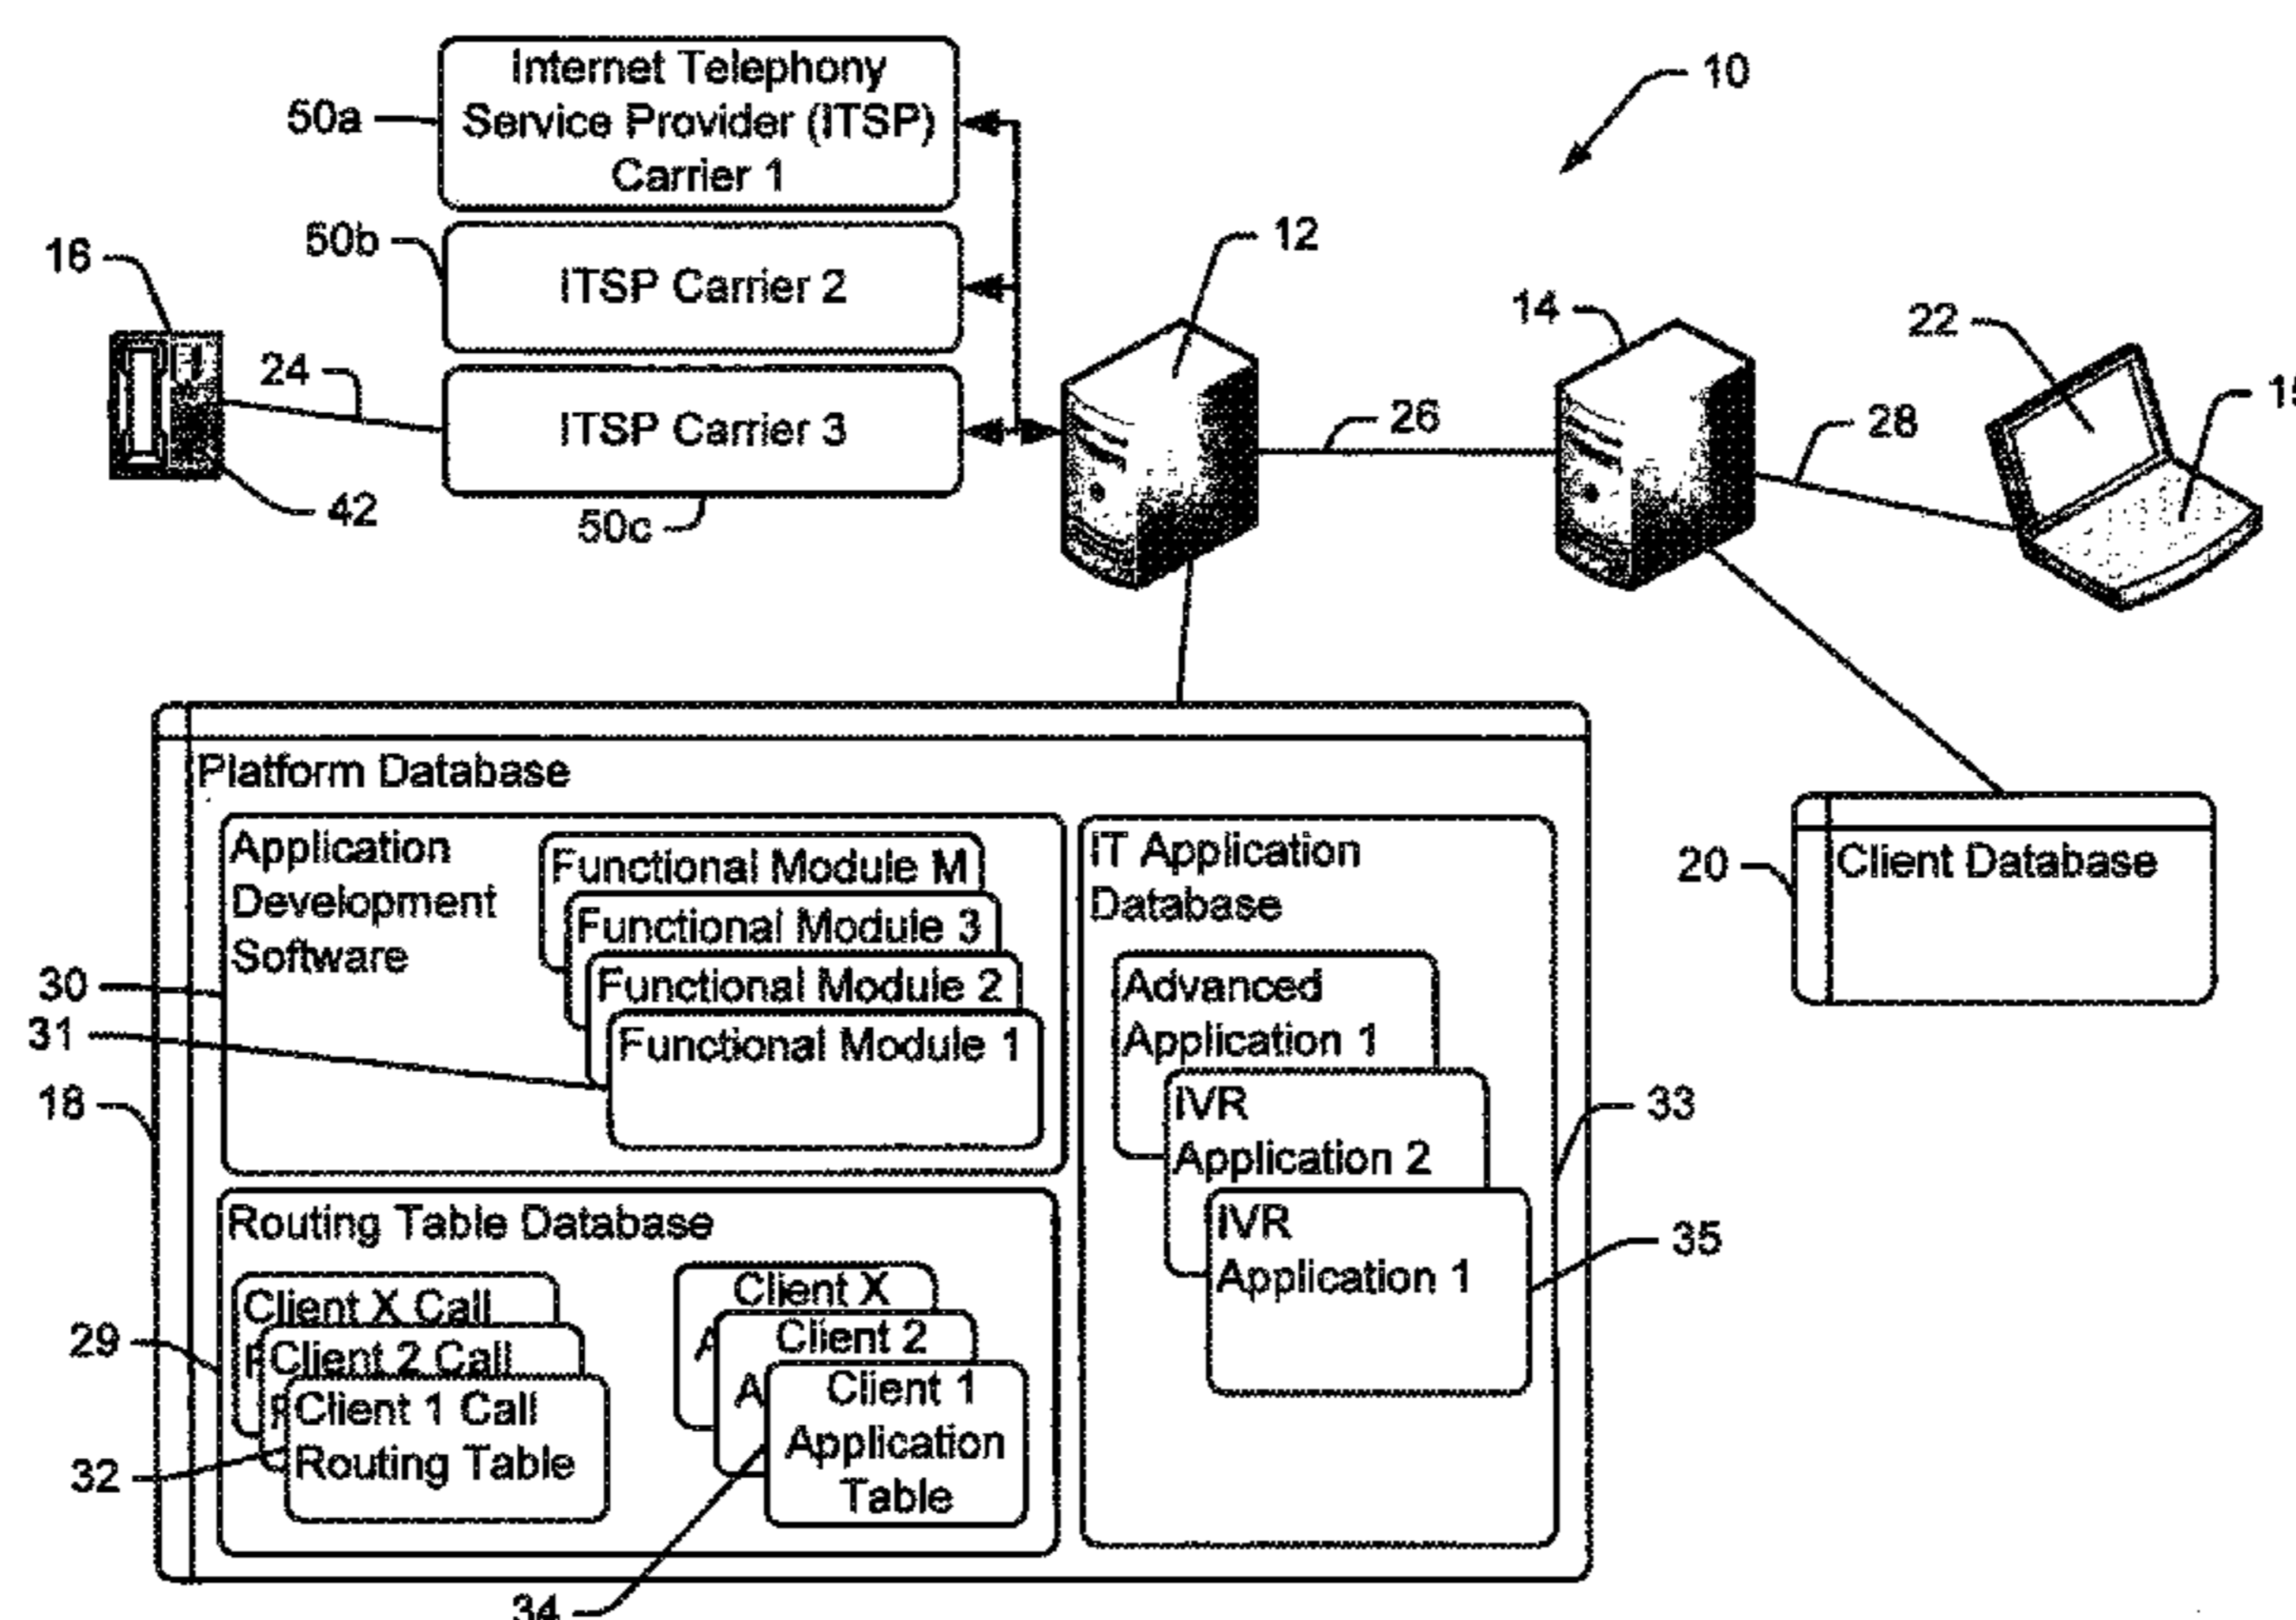 10
Internet Telephony
Service Provider (ITSP)
Carrier 1
50a
50b
ITSP Carrier 2
12
16
14
22
24
ITSP Carrier 3
26
28
42
50c
Platform Database
Application
Development
Software
Functional Module M
Functional Module 3
Functional Module 2
Functional Module 1
IT Application
Database
Advanced
Application 1
IVR
Application 2
IVR
Application 1
20
Client Database
30
31
18
33
35
Routing Table Database
Client X Call
Client 2 Call
Client 1 Call
Routing Table
Client X
A
Client 2
A
Client 1
Application
Table
29
32
34